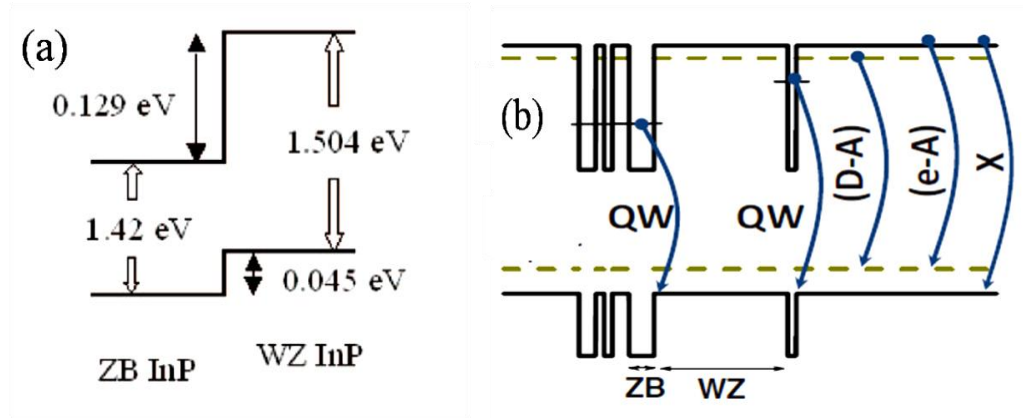 (a)
0.129 eV
1.504 eV
1.42 eV
0.045 eV
ZB InP
WZ InP
(b)
QW
QW
(D-A)
(e-A)
X
ZB
WZ